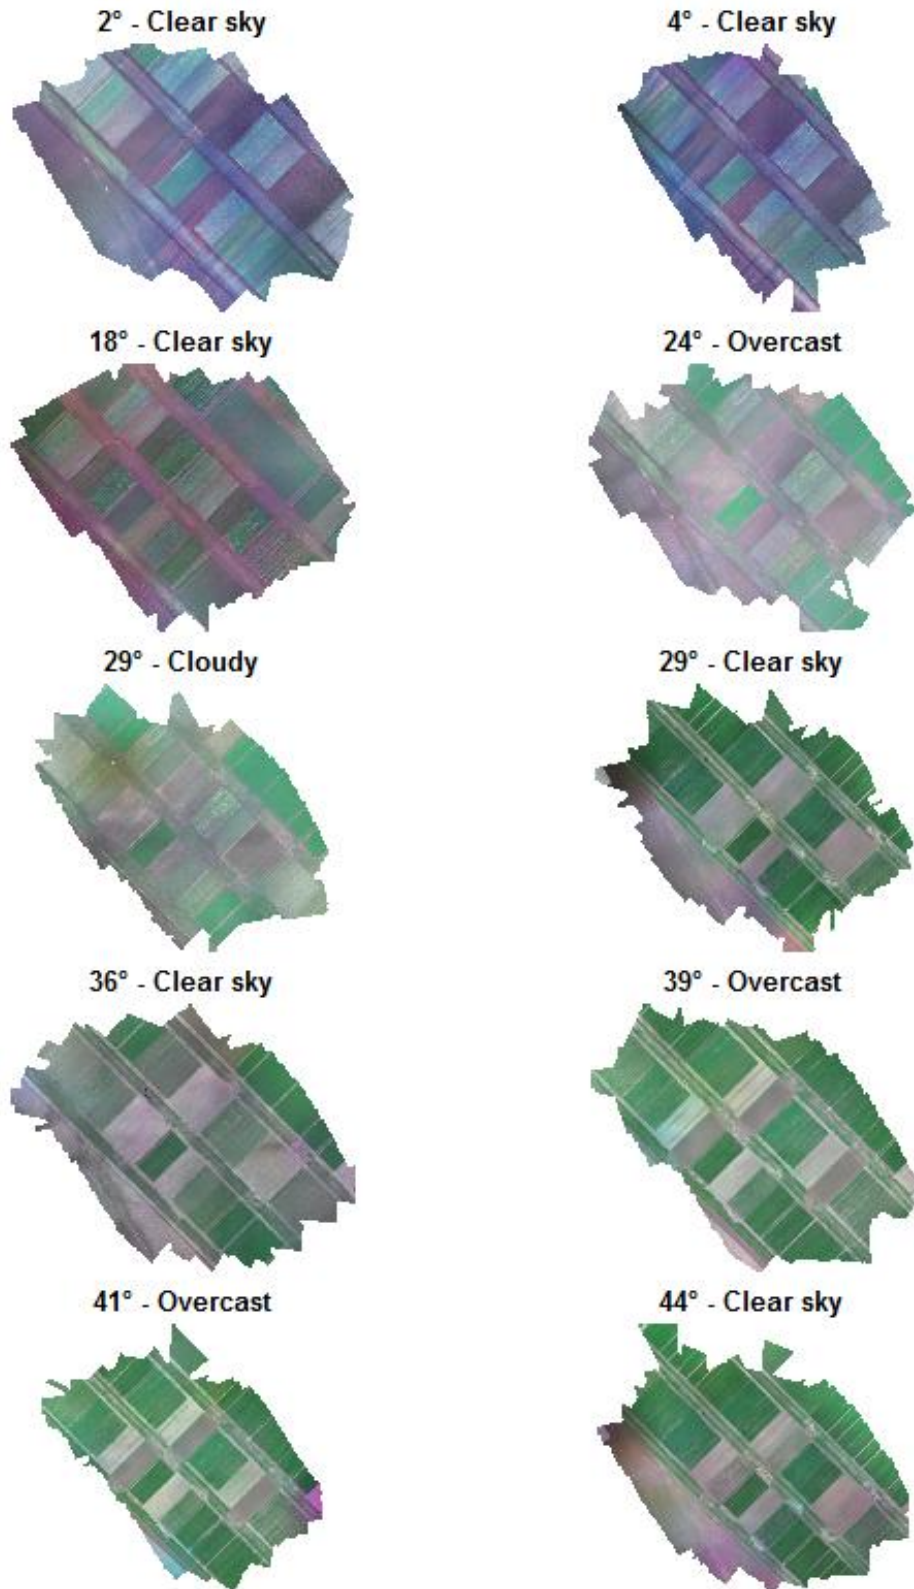 2° - Clear sky
4° - Clear sky
18° - Clear sky
24° - Overcast
29° - Cloudy
29° - Clear sky
36° - Clear sky
39° - Overcast
41° - Overcast
44° - Clear sky